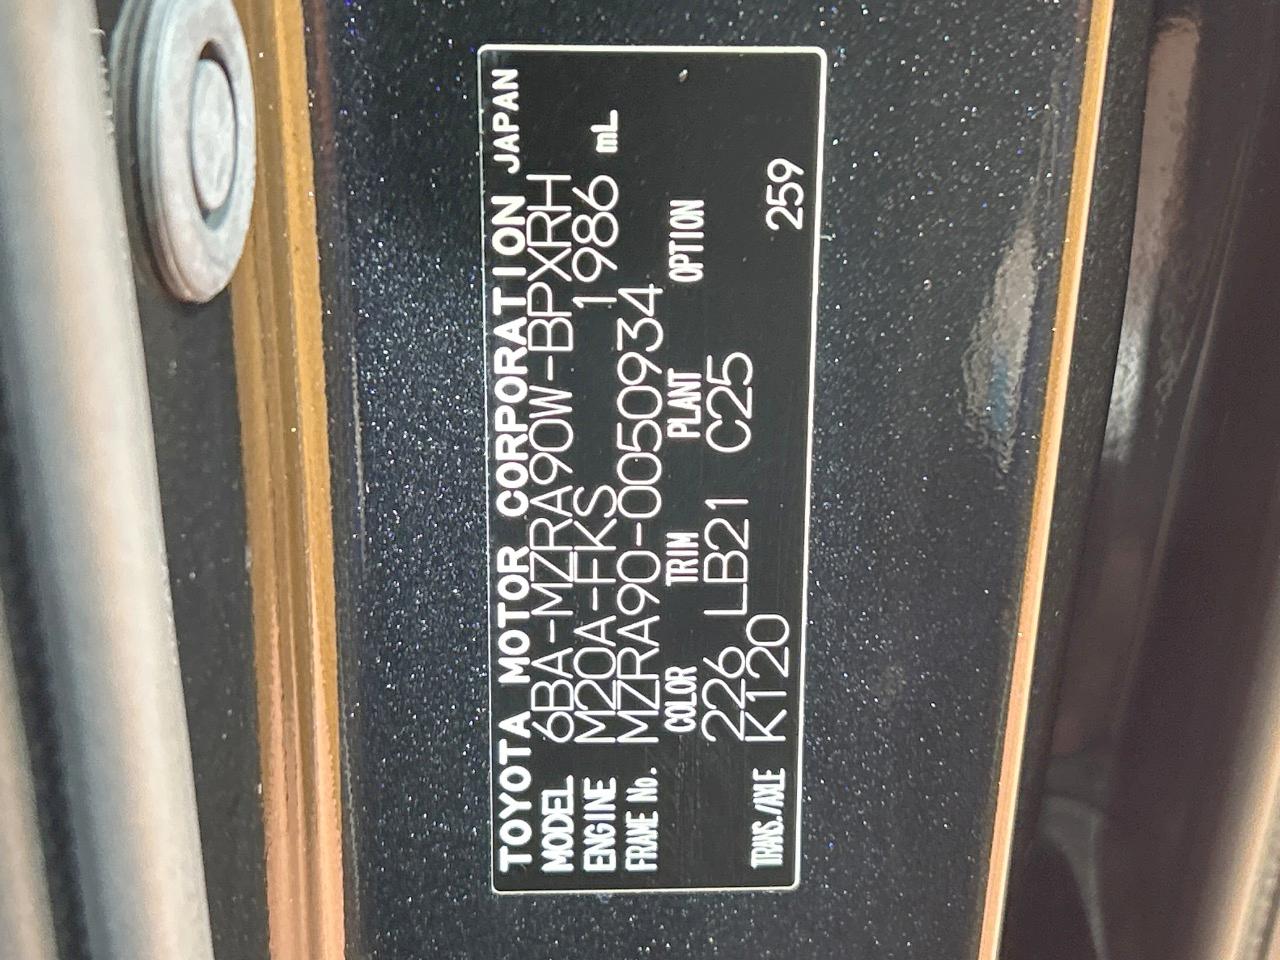 TOYOTA MOTOR CORPORATION JAPAN
MODEL 6BA-MZRA90W-BPXRH
ENGINE M20A-FKS 1986 mL
FRAME No. MZRA90-0050934
COLOR TRIM PLANT OPTION
226 LB21 C25
TRANS./AXLE K120 259